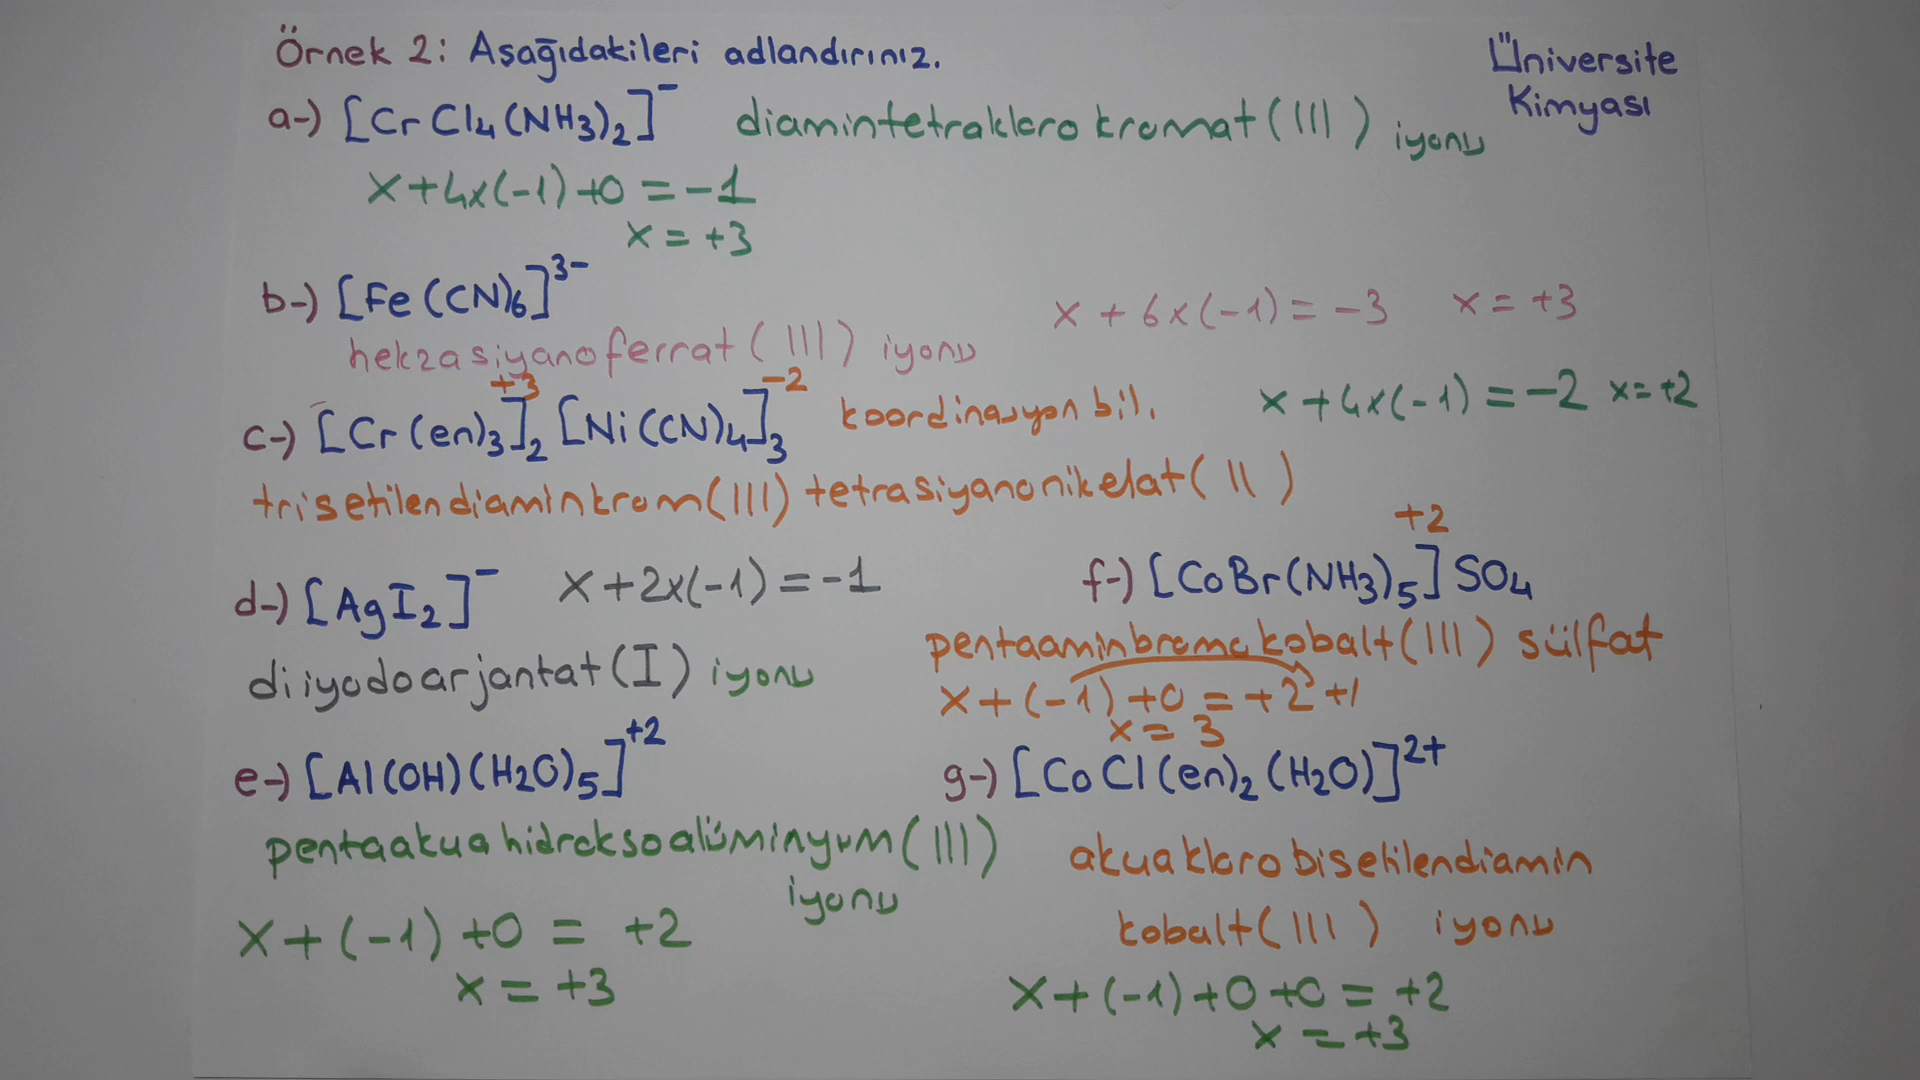 Örnek 2: Aşağıdakileri adlandırınız.
Üniversite
Kimyası
a-) [CrCl4(NH3)2]⁻ diamintetrakloro kromat(III) iyonu
x+4x(-1)+0 = -1
x = +3
b-) [Fe(CN)6]³⁻
x + 6x(-1) = -3 x = +3
hekzasiyanoferrat(III) iyonu
+3 -2
c-) [Cr(en)3]2 [Ni(CN)4]3 koordinasyon bil. x + 4x(-1) = -2 x = +2
trisetilendiaminkrom(III) tetrasiyanonikelat(II)
d-) [AgI2]⁻ x + 2x(-1) = -1
diiyodoarjantat(I) iyonu
+2
f-) [CoBr(NH3)5]SO4
pentaaminbromokobalt(III) sülfat
x + (-1) +0 = +2 +1
x = 3
e-) [Al(OH)(H2O)5]+2
pentaakuahidroksoalüminyum(III)
iyonu
x + (-1) +0 = +2
x = +3
g-) [CoCl(en)2(H2O)]²⁺
akuaklorobisetilendiamin
kobalt(III) iyonu
x + (-1) +0 +0 = +2
x = +3